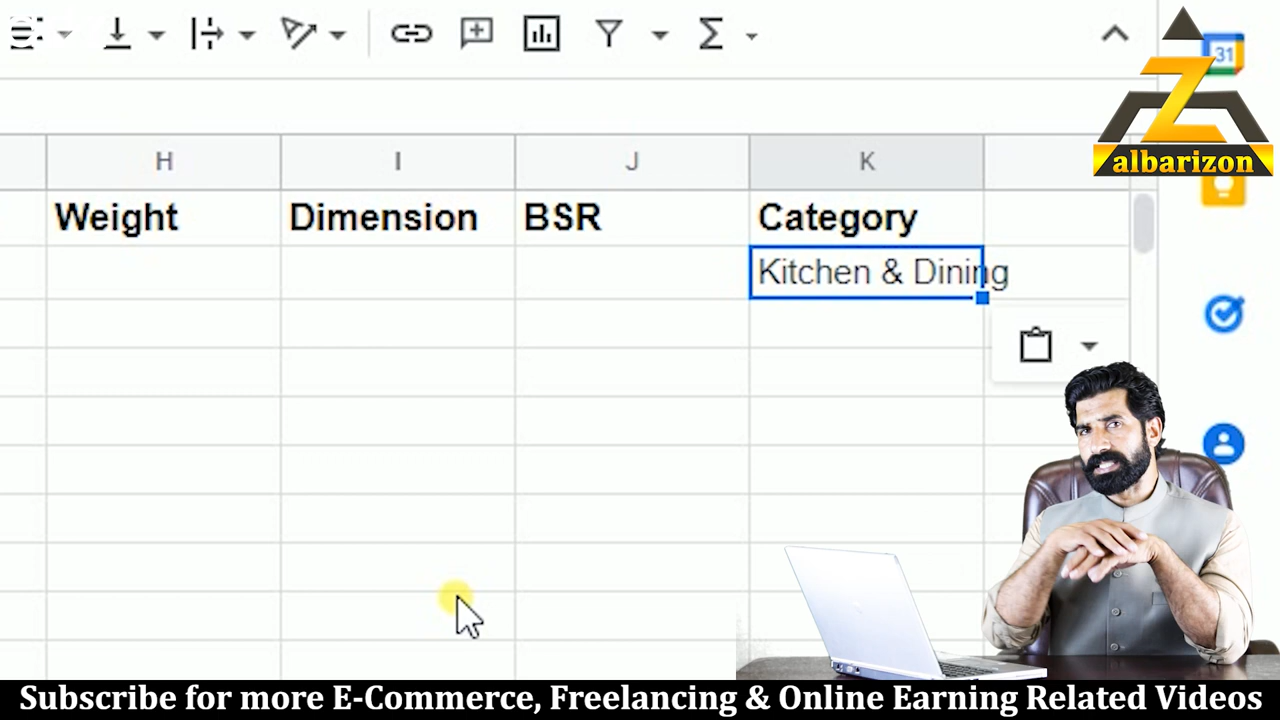 31
albarizon
H I J K
Weight Dimension BSR Category
Kitchen & Dining
Subscribe for more E-Commerce, Freelancing & Online Earning Related Videos